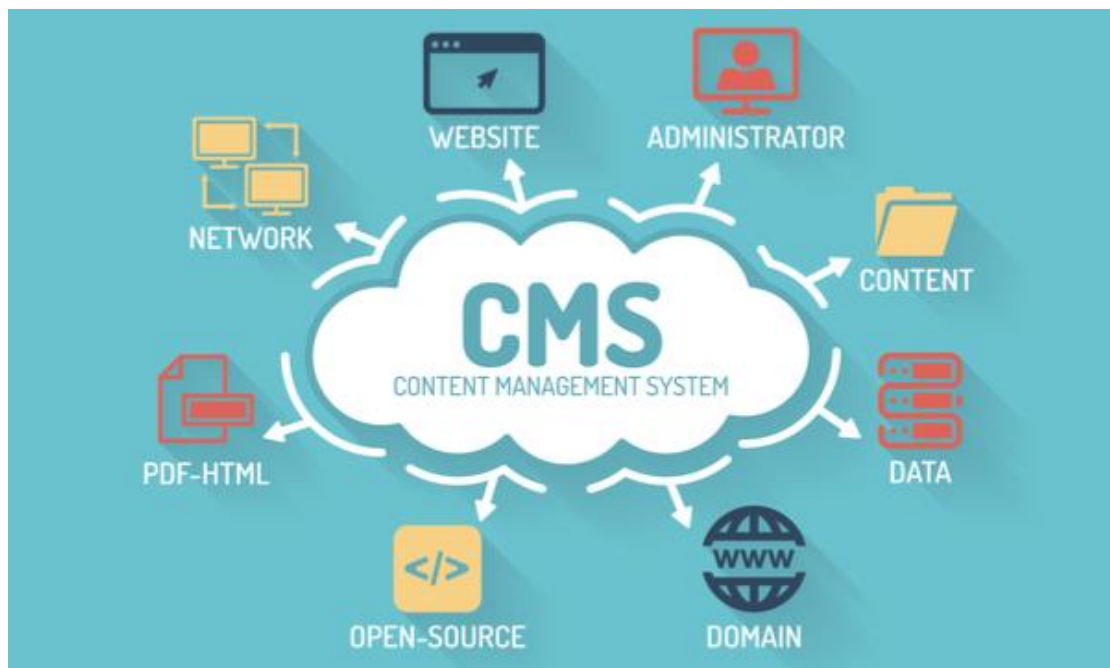 WEBSITE
ADMINISTRATOR
NETWORK
CONTENT
CMS
CONTENT MANAGEMENT SYSTEM
PDF-HTML
DATA
</>
WWW
OPEN-SOURCE
DOMAIN